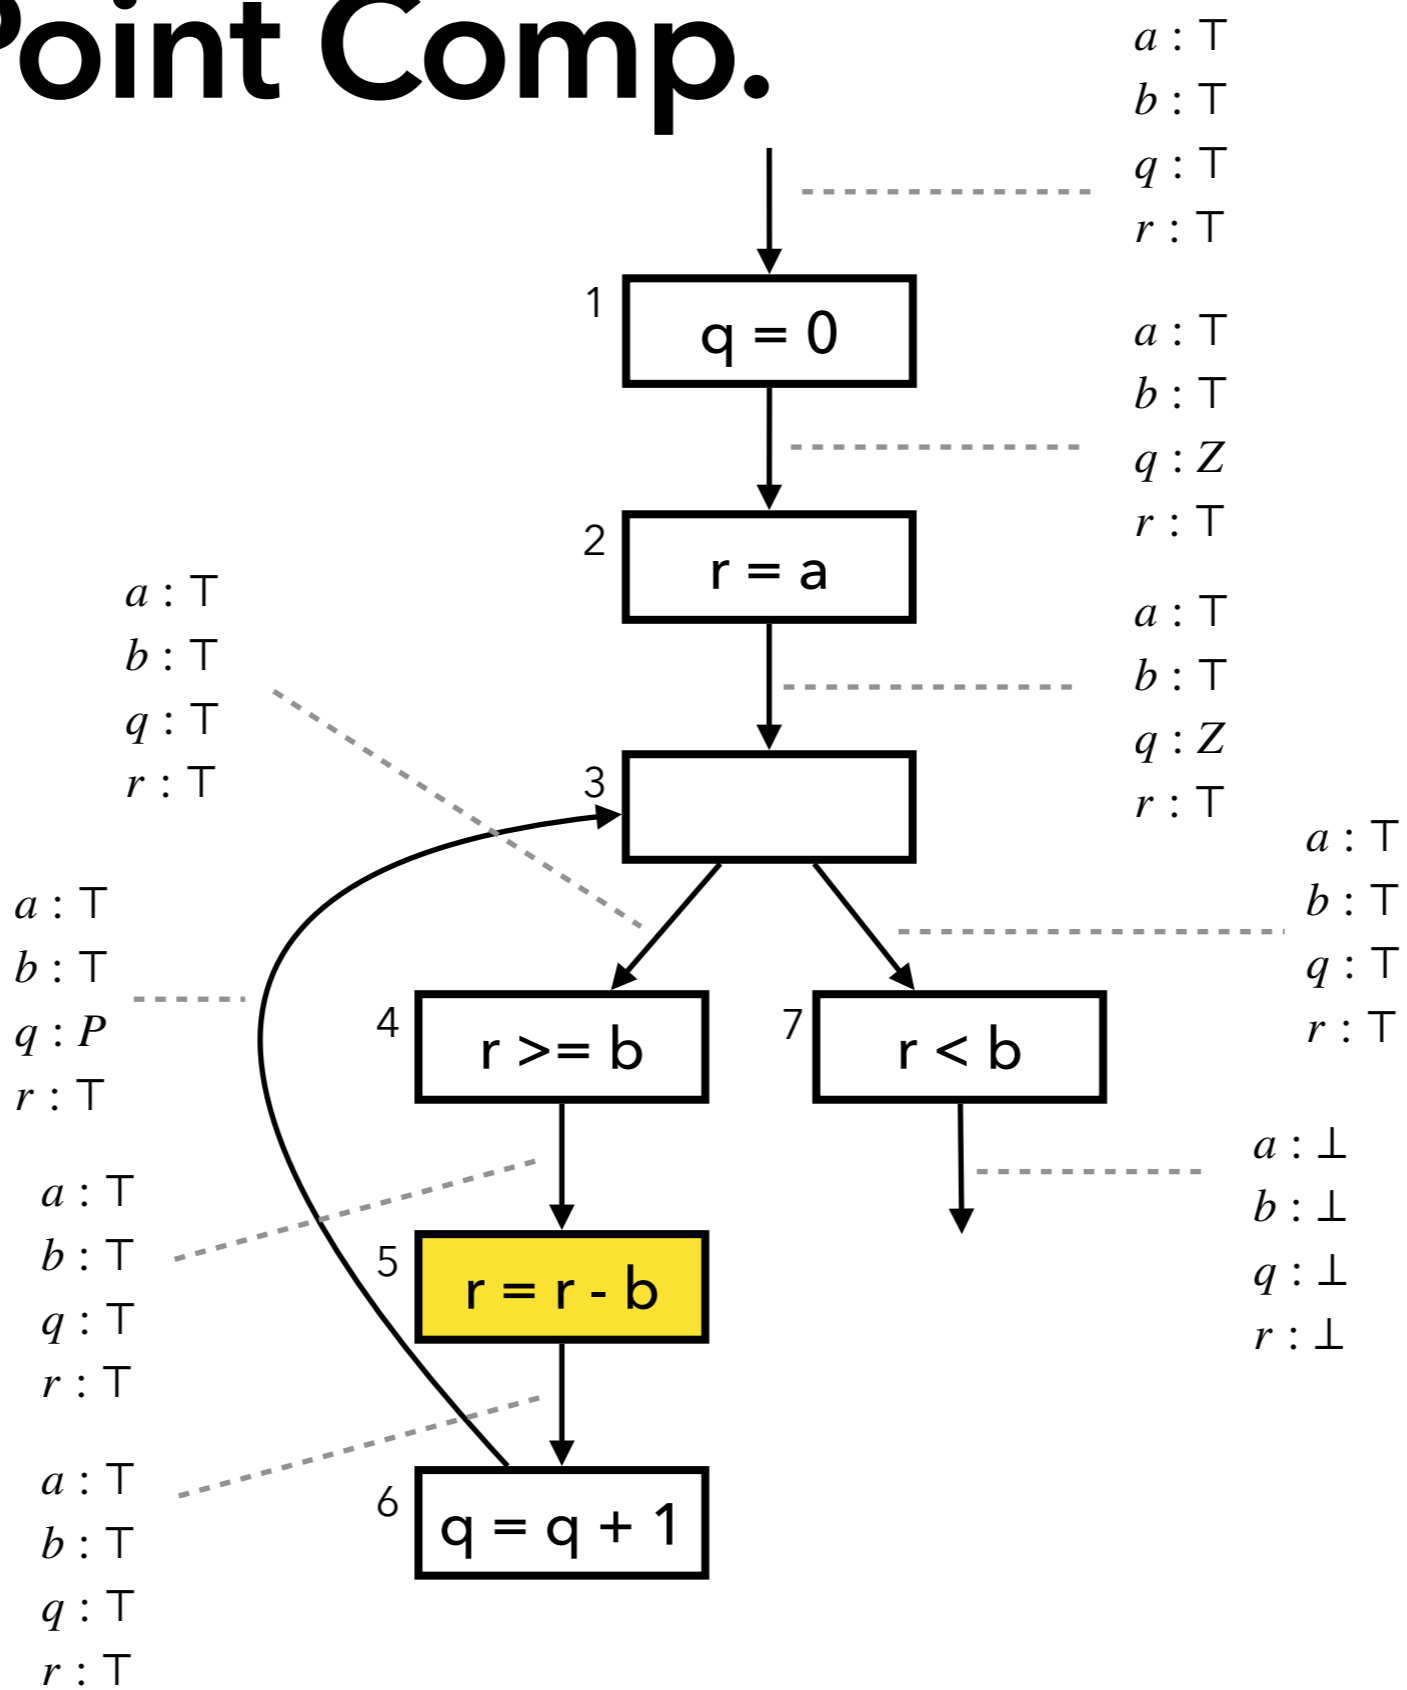 Point Comp.
a : ⊤
b : ⊤
q : ⊤
r : ⊤
1
q = 0
a : ⊤
b : ⊤
q : Z
r : ⊤
2
r = a
a : ⊤
b : ⊤
q : Z
r : ⊤
a : ⊤
b : ⊤
q : ⊤
r : ⊤
3
a : ⊤
b : ⊤
q : ⊤
r : ⊤
a : ⊤
b : ⊤
q : P
r : ⊤
4
r >= b
7
r < b
a : ⊥
b : ⊥
q : ⊥
r : ⊥
a : ⊤
b : ⊤
q : ⊤
r : ⊤
5
r = r - b
a : ⊤
b : ⊤
q : ⊤
r : ⊤
6
q = q + 1